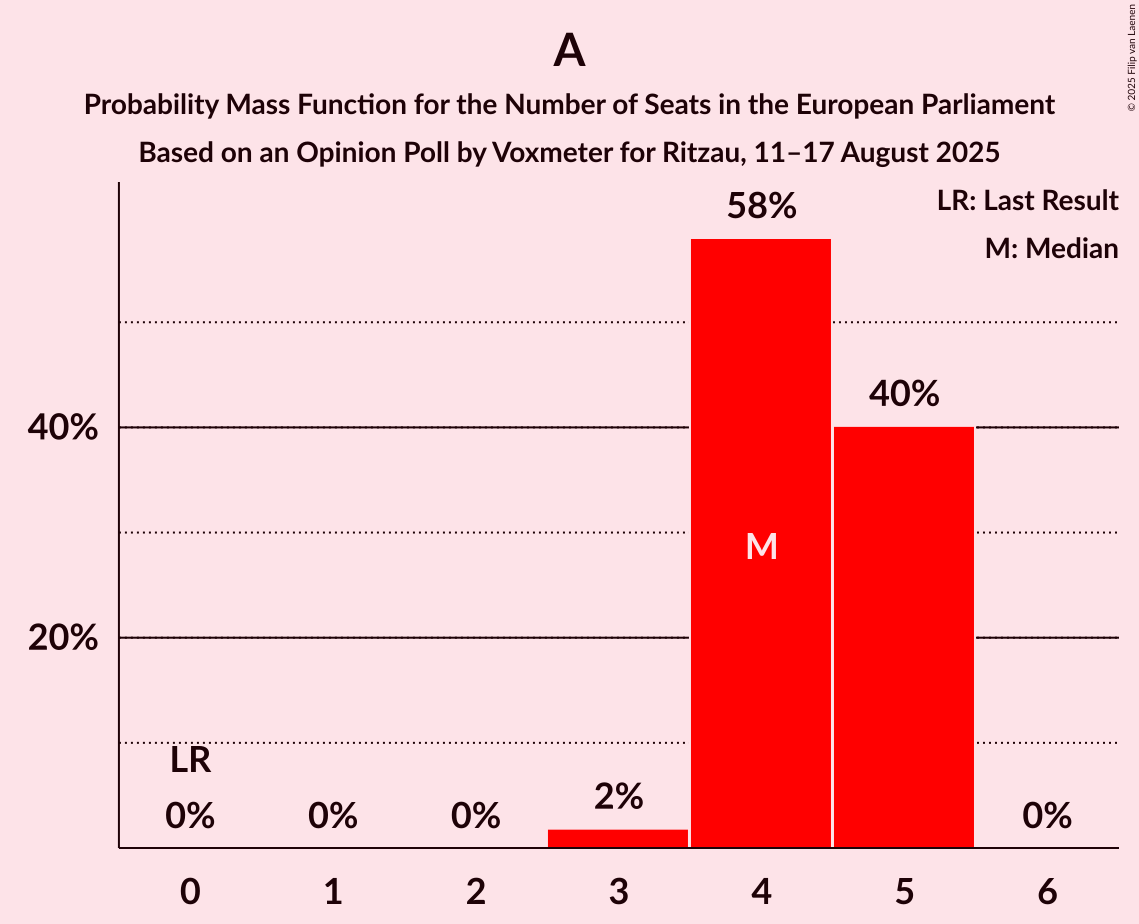 A
Probability Mass Function for the Number of Seats in the European Parliament
Based on an Opinion Poll by Voxmeter for Ritzau, 11–17 August 2025
© 2025 Filip van Laenen
LR: Last Result
M: Median
58%
40%
40%
M
20%
LR
0%
0%
0%
2%
0%
0
1
2
3
4
5
6